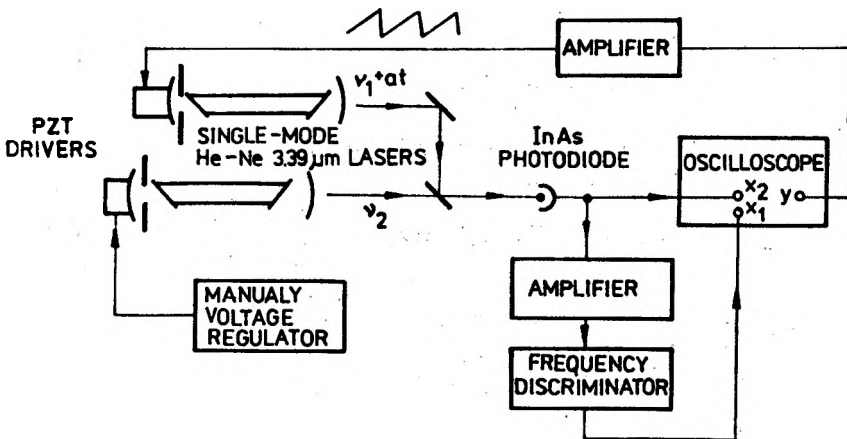 AMPLIFIER
ν₁+at
PZT
DRIVERS
SINGLE-MODE
He-Ne 3.39 μm LASERS
InAs
PHOTODIODE
OSCILLOSCOPE
x₂
x₁
y
ν₂
MANUALY
VOLTAGE
REGULATOR
AMPLIFIER
FREQUENCY
DISCRIMINATOR